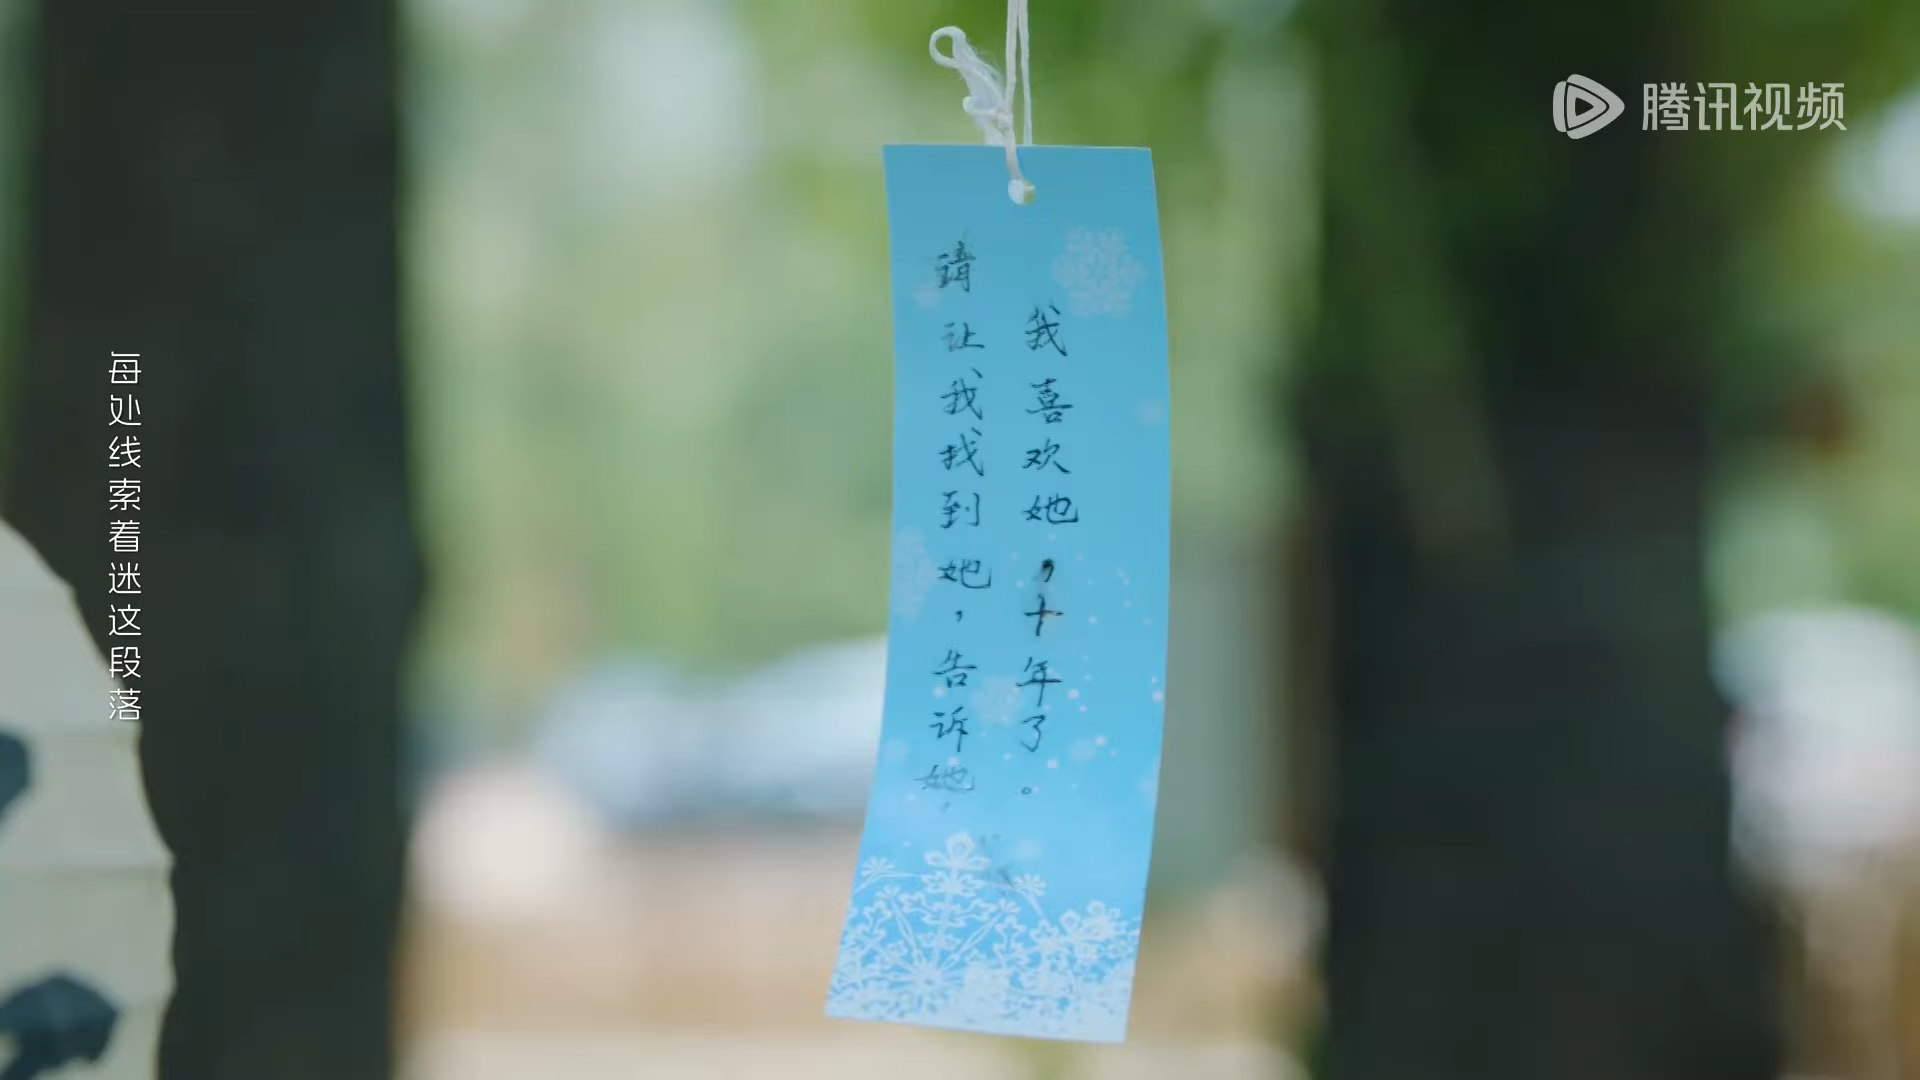 腾讯视频
每处线索着迷这段落
请让我找到她，告诉她，
我喜欢她，十年了。